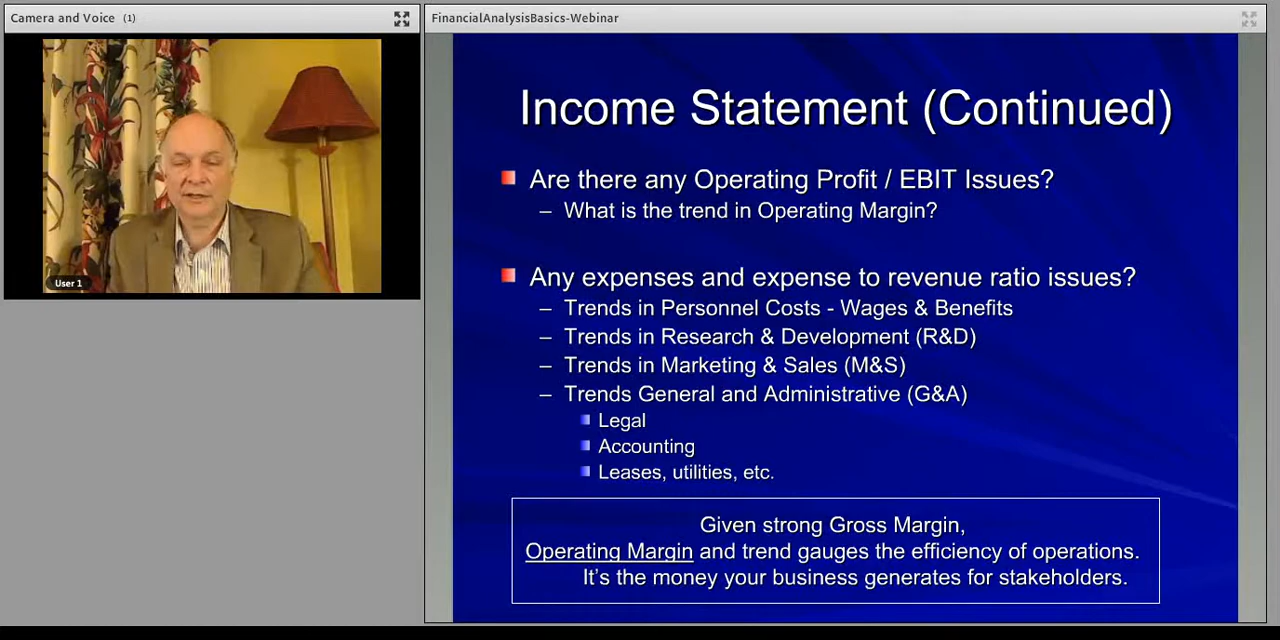 Camera and Voice (1)
User 1
FinancialAnalysisBasics-Webinar
Income Statement (Continued)
Are there any Operating Profit / EBIT Issues?
– What is the trend in Operating Margin?
Any expenses and expense to revenue ratio issues?
– Trends in Personnel Costs - Wages & Benefits
– Trends in Research & Development (R&D)
– Trends in Marketing & Sales (M&S)
– Trends General and Administrative (G&A)
Legal
Accounting
Leases, utilities, etc.
Given strong Gross Margin,
Operating Margin and trend gauges the efficiency of operations.
It's the money your business generates for stakeholders.